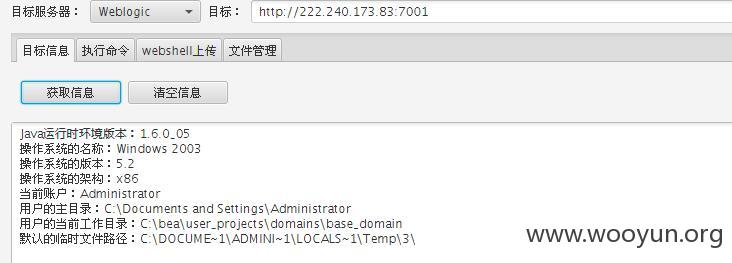 目标服务器： Weblogic 目标： http://222.240.173.83:7001
目标信息 执行命令 webshell上传 文件管理
获取信息 清空信息
Java运行时环境版本：1.6.0_05
操作系统的名称：Windows 2003
操作系统的版本：5.2
操作系统的架构：x86
当前账户：Administrator
用户的主目录：C:\Documents and Settings\Administrator
用户的当前工作目录：C:\bea\user_projects\domains\base_domain
默认的临时文件路径：C:\DOCUME~1\ADMINI~1\LOCALS~1\Temp\3\
www.wooyun.org